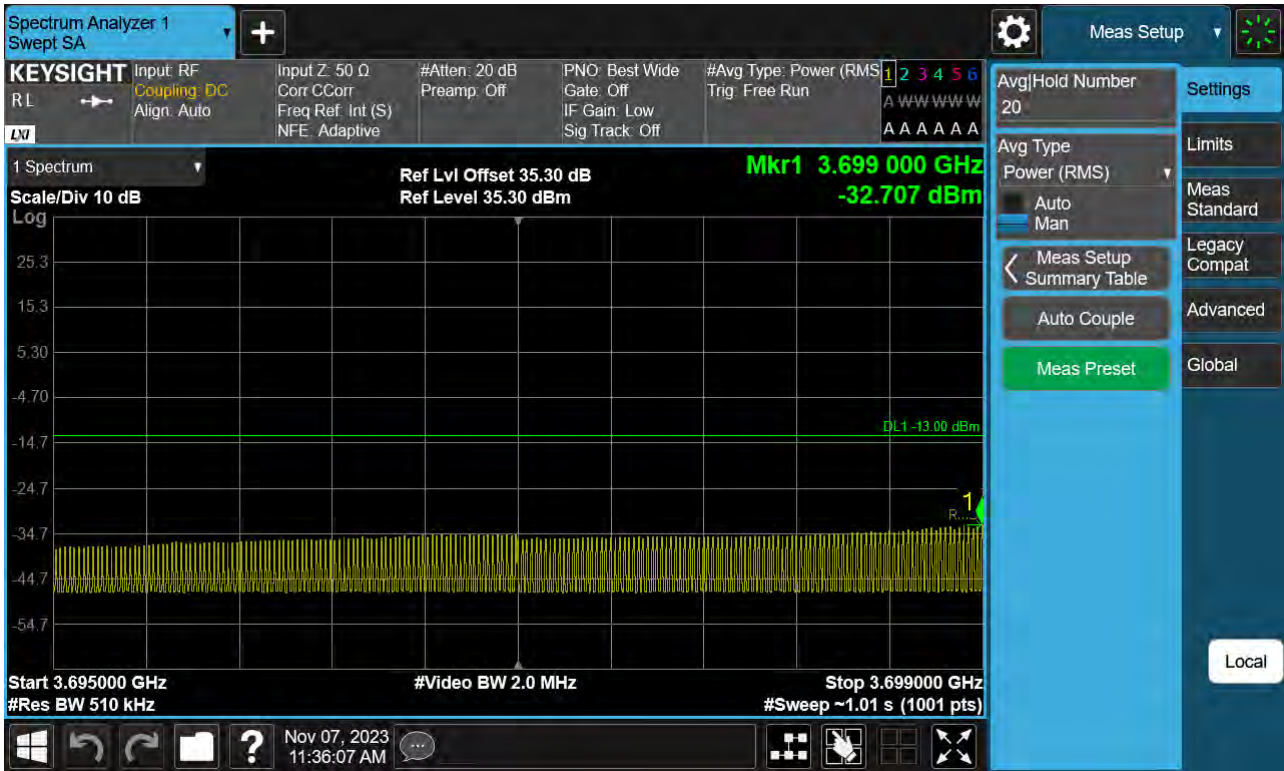 Spectrum Analyzer 1
Swept SA
Meas Setup
KEYSIGHT
R L
LXI
Input: RF
Coupling: DC
Align: Auto
Input Z: 50 Ω
Corr CCorr
Freq Ref: Int (S)
NFE: Adaptive
#Atten: 20 dB
Preamp: Off
PNO: Best Wide
Gate: Off
IF Gain: Low
Sig Track: Off
#Avg Type: Power (RMS
Trig: Free Run
1 2 3 4 5 6
A W W W W W
A A A A A A
Avg|Hold Number
20
Avg Type
Power (RMS)
Auto
Man
Meas Setup
Summary Table
Auto Couple
Meas Preset
Settings
Limits
Meas
Standard
Legacy
Compat
Advanced
Global
Local
1 Spectrum
Scale/Div 10 dB
Log
Ref Lvl Offset 35.30 dB
Ref Level 35.30 dBm
Mkr1 3.699 000 GHz
-32.707 dBm
25.3
15.3
5.30
-4.70
-14.7
-24.7
-34.7
-44.7
-54.7
DL1 -13.00 dBm
1
R...
Start 3.695000 GHz
#Res BW 510 kHz
#Video BW 2.0 MHz
Stop 3.699000 GHz
#Sweep ~1.01 s (1001 pts)
?
Nov 07, 2023
11:36:07 AM